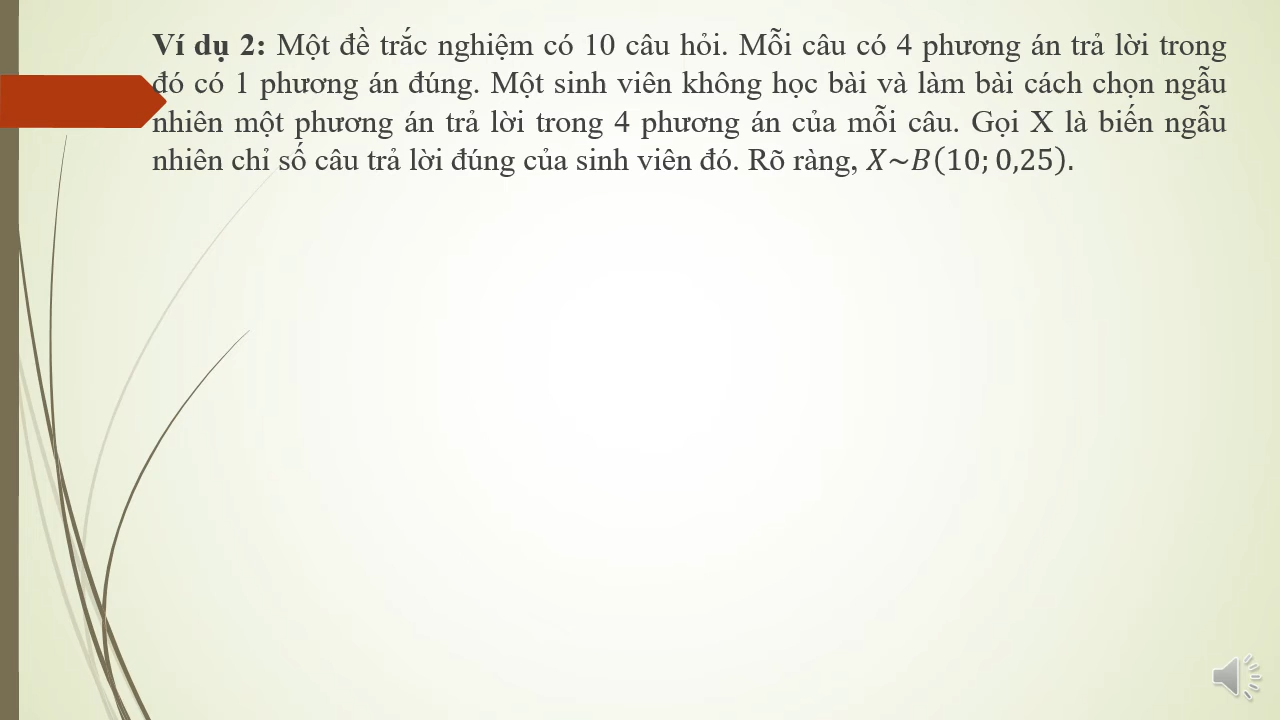 Ví dụ 2: Một đề trắc nghiệm có 10 câu hỏi. Mỗi câu có 4 phương án trả lời trong
đó có 1 phương án đúng. Một sinh viên không học bài và làm bài cách chọn ngẫu
nhiên một phương án trả lời trong 4 phương án của mỗi câu. Gọi X là biến ngẫu
nhiên chỉ số câu trả lời đúng của sinh viên đó. Rõ ràng, 𝑋~𝐵(10; 0,25).